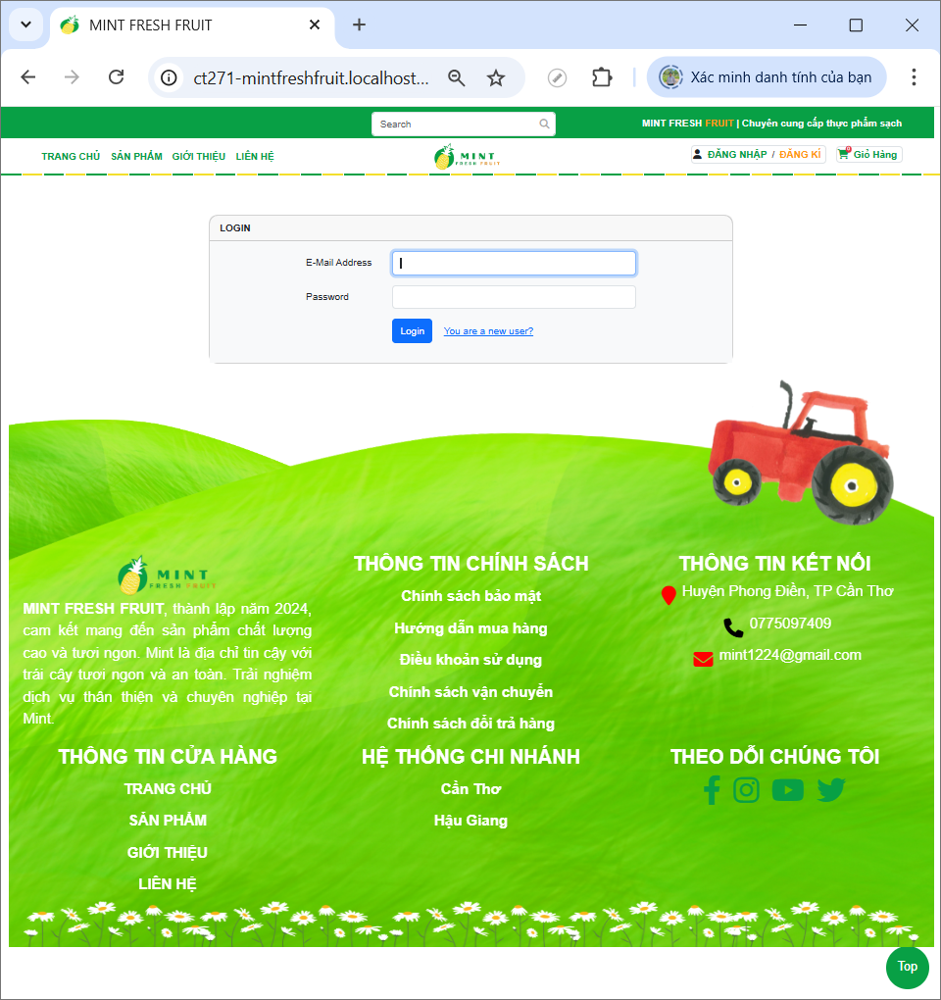 MINT FRESH FRUIT
ct271-mintfreshfruit.localhost...
Xác minh danh tính của bạn
Search
MINT FRESH FRUIT | Chuyên cung cấp thực phẩm sạch
TRANG CHỦ SẢN PHẨM GIỚI THIỆU LIÊN HỆ
MINT
FRESH FRUIT
ĐĂNG NHẬP / ĐĂNG KÍ
0
Giỏ Hàng
LOGIN
E-Mail Address
Password
Login You are a new user?
MINT
FRESH FRUIT
MINT FRESH FRUIT, thành lập năm 2024,
cam kết mang đến sản phẩm chất lượng
cao và tươi ngon. Mint là địa chỉ tin cậy với
trái cây tươi ngon và an toàn. Trải nghiệm
dịch vụ thân thiện và chuyên nghiệp tại
Mint.
THÔNG TIN CHÍNH SÁCH
Chính sách bảo mật
Hướng dẫn mua hàng
Điều khoản sử dụng
Chính sách vận chuyển
Chính sách đổi trả hàng
THÔNG TIN KẾT NỐI
Huyện Phong Điền, TP Cần Thơ
0775097409
mint1224@gmail.com
THÔNG TIN CỬA HÀNG
TRANG CHỦ
SẢN PHẨM
GIỚI THIỆU
LIÊN HỆ
HỆ THỐNG CHI NHÁNH
Cần Thơ
Hậu Giang
THEO DÕI CHÚNG TÔI
Top